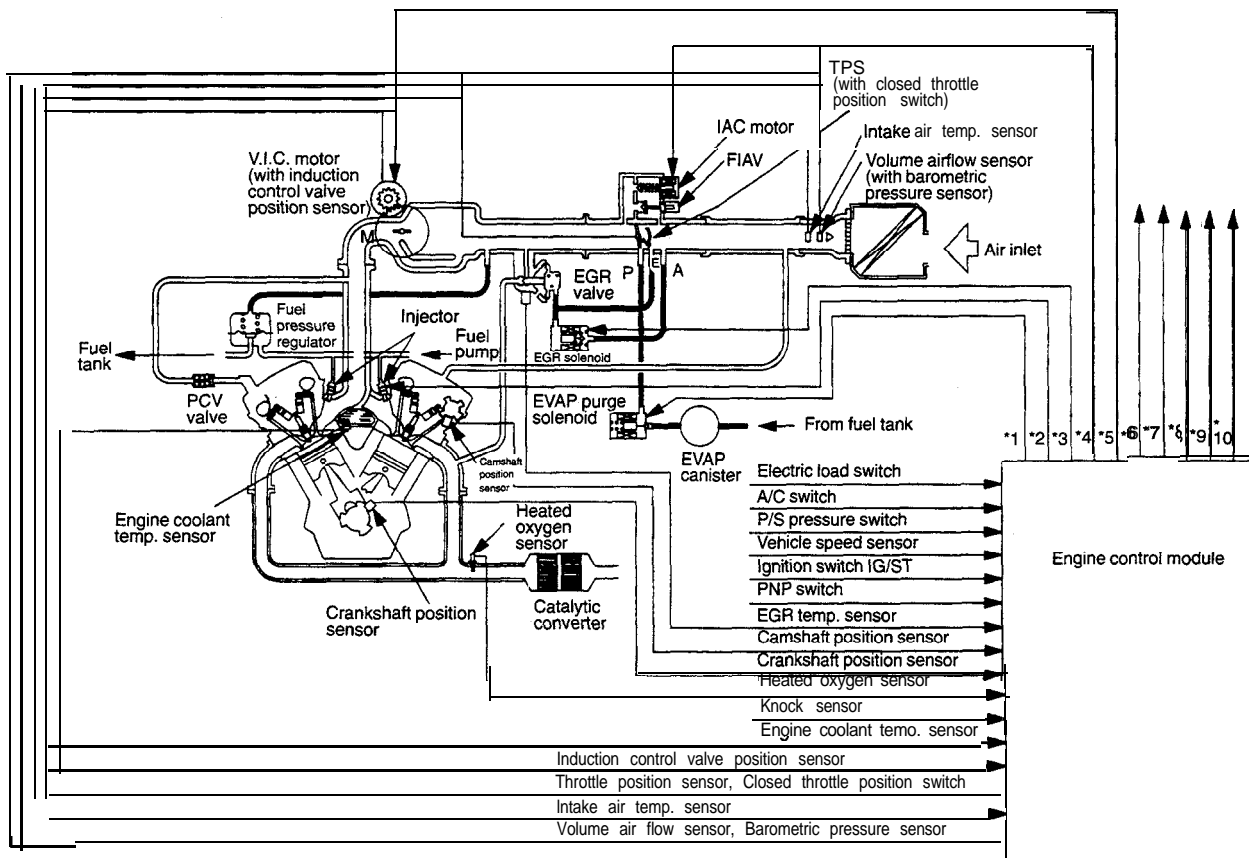 TPS
(with closed throttle
position switch)
IAC motor
Intake air temp. sensor
FIAV
Volume airflow sensor
(with barometric
pressure sensor)
V.I.C. motor
(with induction
control valve
position sensor)
M
Air inlet
P
E
A
EGR
valve
Fuel
pressure
regulator
Injector
Fuel
tank
Fuel
pump
EGR solenoid
PCV
valve
EVAP purge
solenoid
From fuel tank
EVAP
canister
Camshaft
position
sensor
Engine coolant
temp. sensor
Heated
oxygen
sensor
Crankshaft position
sensor
Catalytic
converter
*1 *2 *3 *4 *5 *6 *7 *8 *9 *10
Electric load switch
A/C switch
P/S pressure switch
Vehicle speed sensor
Ignition switch IG/ST
PNP switch
EGR temp. sensor
Camshaft position sensor
Crankshaft position sensor
Heated oxygen sensor
Knock sensor
Engine coolant temo. sensor
Induction control valve position sensor
Throttle position sensor, Closed throttle position switch
Intake air temp. sensor
Volume air flow sensor, Barometric pressure sensor
Engine control module